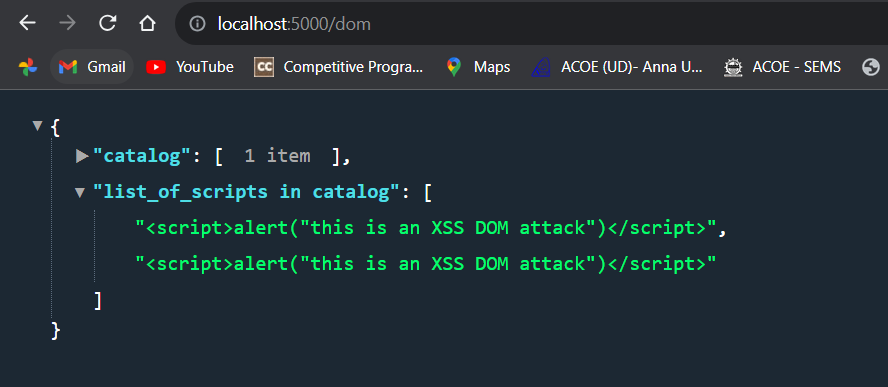 localhost:5000/dom
Gmail YouTube CC Competitive Progra... Maps ACOE (UD)- Anna U... ACOE - SEMS
{
"catalog": [ 1 item ],
"list_of_scripts in catalog": [
"<script>alert("this is an XSS DOM attack")</script>",
"<script>alert("this is an XSS DOM attack")</script>"
]
}